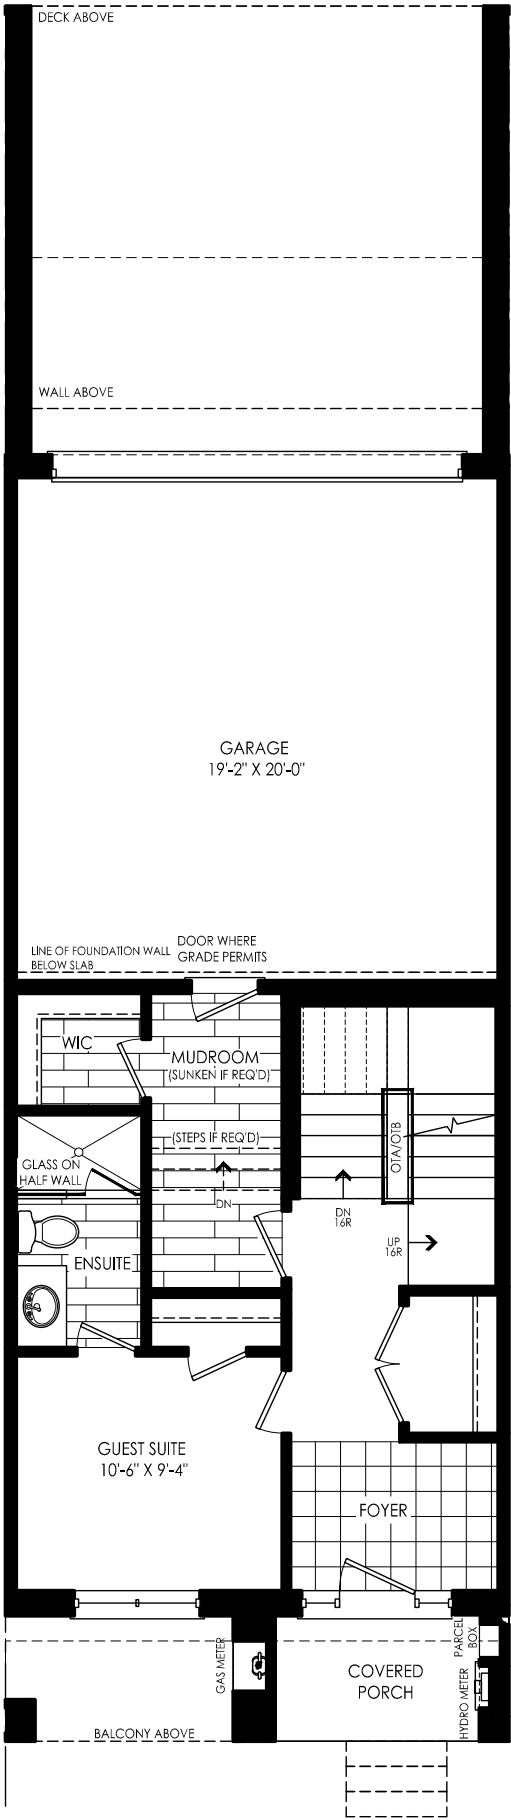 DECK ABOVE
WALL ABOVE
GARAGE
19'-2" X 20'-0"
LINE OF FOUNDATION WALL
BELOW SLAB
DOOR WHERE
GRADE PERMITS
WIC
MUDROOM
(SUNKEN IF REQ'D)
(STEPS IF REQ'D)
DN
GLASS ON
HALF WALL
OTA/OTB
DN
16R
UP
16R
ENSUITE
GUEST SUITE
10'-6" X 9'-4"
FOYER
GAS METER
COVERED
PORCH
PARCEL
BOX
HYDRO METER
BALCONY ABOVE